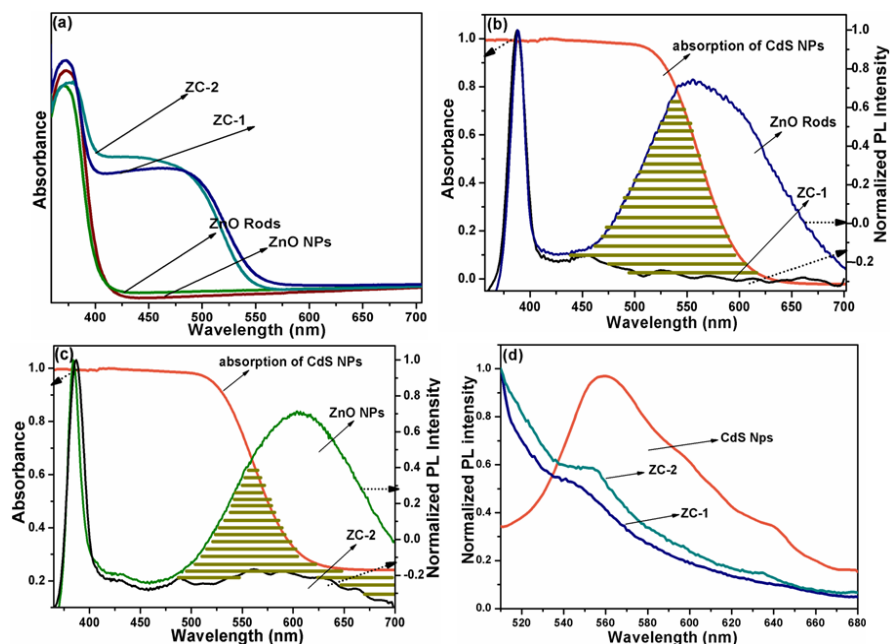 (a)
ZC-2
ZC-1
ZnO Rods
ZnO NPs
Absorbance
400 450 500 550 600 650 700
Wavelength (nm)
(b)
absorption of CdS NPs
ZnO Rods
ZC-1
Absorbance
1.0
0.8
0.6
0.4
0.2
0.0
Normalized PL Intensity
1.0
0.8
0.6
0.4
0.2
0.0
-0.2
350 400 450 500 550 600 650 700
Wavelength (nm)
(c)
absorption of CdS NPs
ZnO NPs
ZC-2
Absorbance
1.0
0.8
0.6
0.4
0.2
Normalized PL Intensity
1.0
0.8
0.6
0.4
0.2
0.0
-0.2
400 450 500 550 600 650 700
Wavelength (nm)
(d)
CdS Nps
ZC-2
ZC-1
Normalized PL intensity
1.0
0.8
0.6
0.4
0.2
0.0
520 540 560 580 600 620 640 660 680
Wavelength (nm)